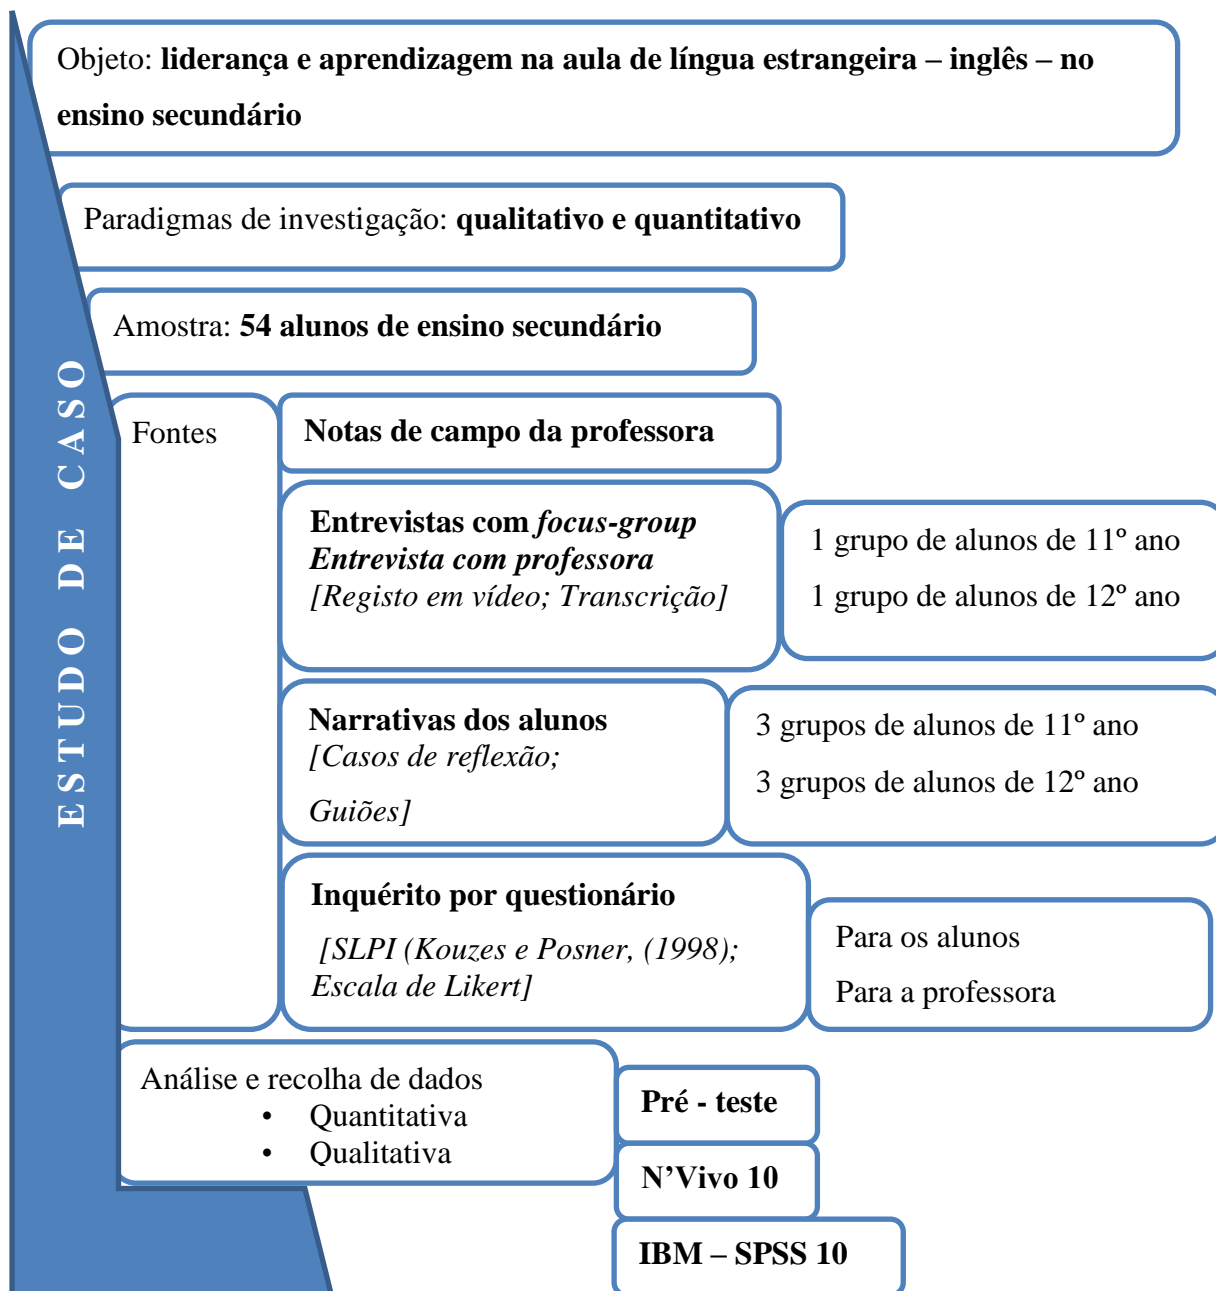 Objeto: liderança e aprendizagem na aula de língua estrangeira – inglês – no
ensino secundário
Paradigmas de investigação: qualitativo e quantitativo
Amostra: 54 alunos de ensino secundário
ESTUDO DE CASO
Fontes
Notas de campo da professora
Entrevistas com focus-group
Entrevista com professora
[Registo em vídeo; Transcrição]
1 grupo de alunos de 11º ano
1 grupo de alunos de 12º ano
Narrativas dos alunos
[Casos de reflexão;
Guiões]
3 grupos de alunos de 11º ano
3 grupos de alunos de 12º ano
Inquérito por questionário
[SLPI (Kouzes e Posner, (1998);
Escala de Likert]
Para os alunos
Para a professora
Análise e recolha de dados
• Quantitativa
• Qualitativa
Pré - teste
N’Vivo 10
IBM – SPSS 10